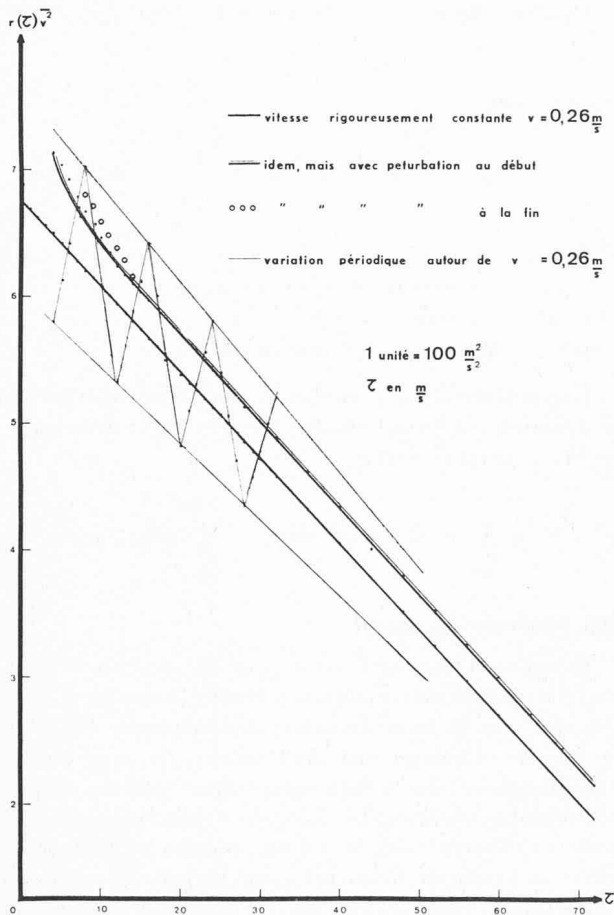 r(τ)v̅²
vitesse rigoureusement constante v = 0,26 m/s
idem, mais avec peturbation au début
ooo " " " " à la fin
variation périodique autour de v = 0,26 m/s
1 unité = 100 m²/s²
τ en m/s
7
6
5
4
3
2
0 10 20 30 40 50 60 70 τ